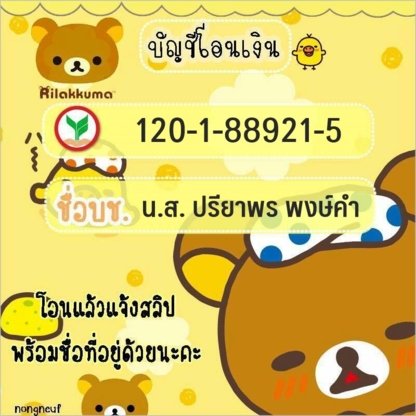 บัญชีโอนเงิน
Rilakkuma™
120-1-88921-5
ชื่อบช. น.ส. ปรียาพร พงษ์คำ
โอนแล้วแจ้งสลิป
พร้อมชื่อที่อยู่ด้วยนะคะ
nongneuf